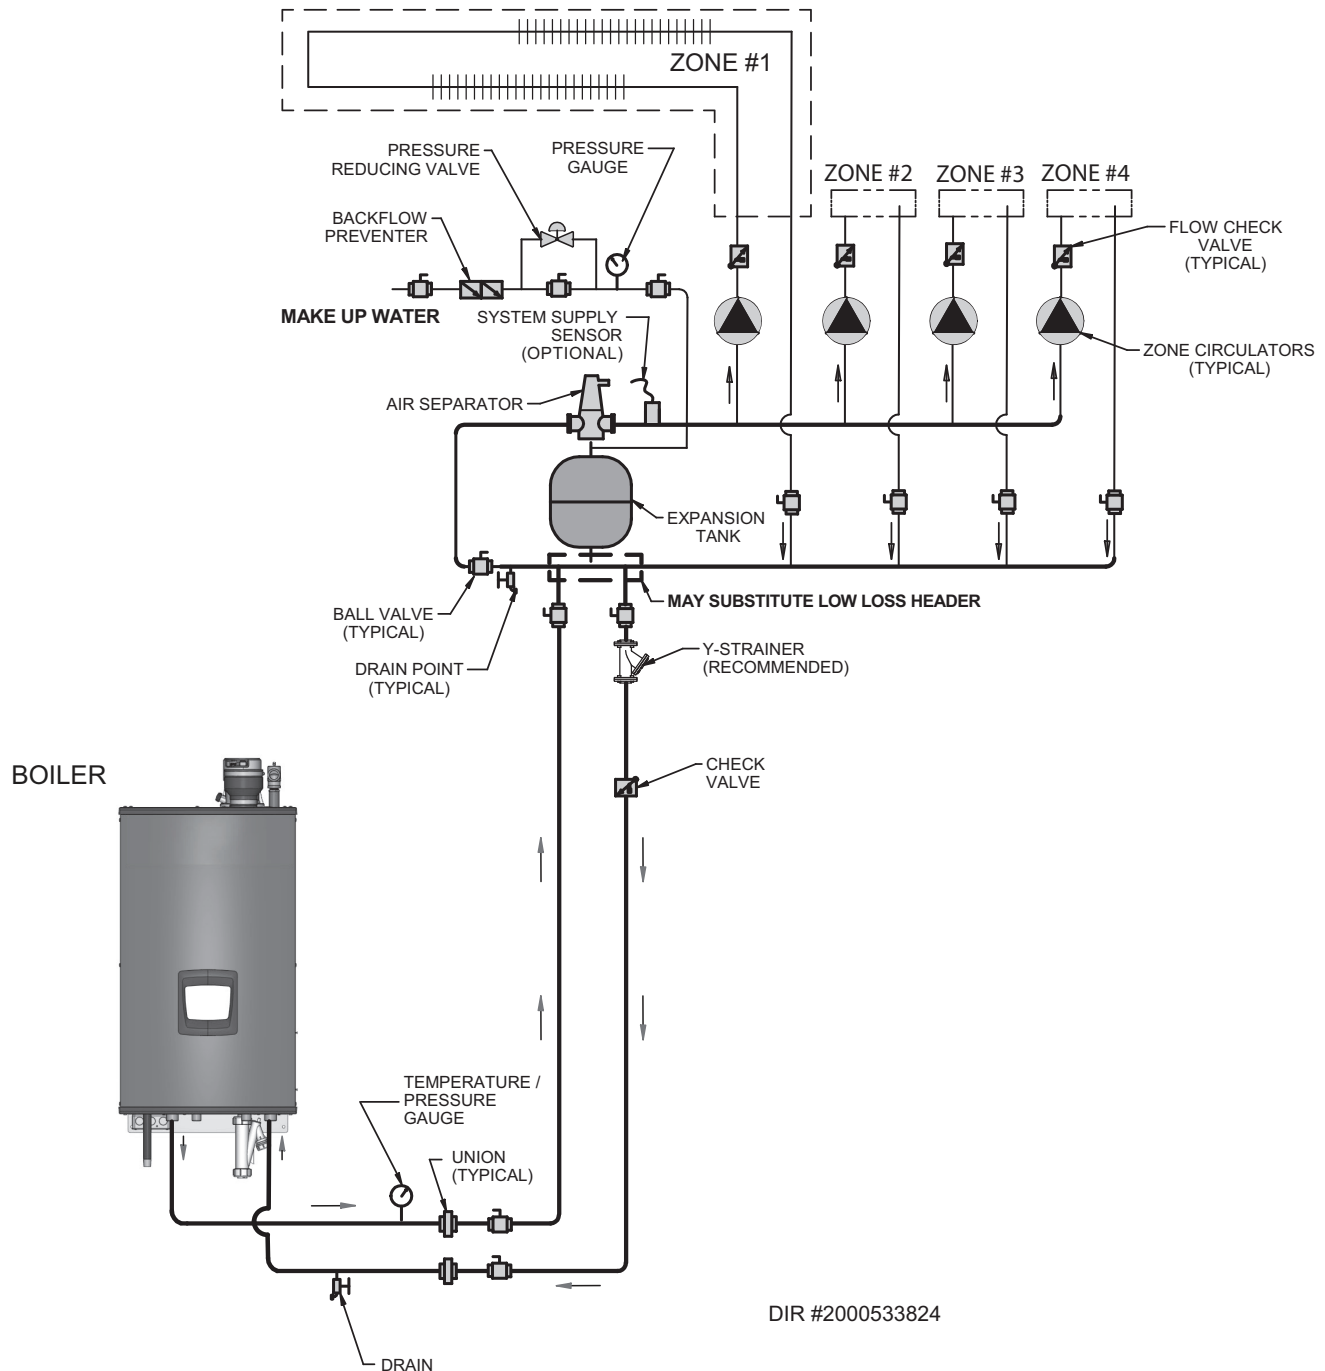 ZONE #1
PRESSURE
REDUCING VALVE
PRESSURE
GAUGE
ZONE #2
ZONE #3
ZONE #4
BACKFLOW
PREVENTER
FLOW CHECK
VALVE
(TYPICAL)
MAKE UP WATER
SYSTEM SUPPLY
SENSOR
(OPTIONAL)
ZONE CIRCULATORS
(TYPICAL)
AIR SEPARATOR
EXPANSION
TANK
MAY SUBSTITUTE LOW LOSS HEADER
BALL VALVE
(TYPICAL)
DRAIN POINT
(TYPICAL)
Y-STRAINER
(RECOMMENDED)
BOILER
CHECK
VALVE
TEMPERATURE /
PRESSURE
GAUGE
UNION
(TYPICAL)
DIR #2000533824
DRAIN